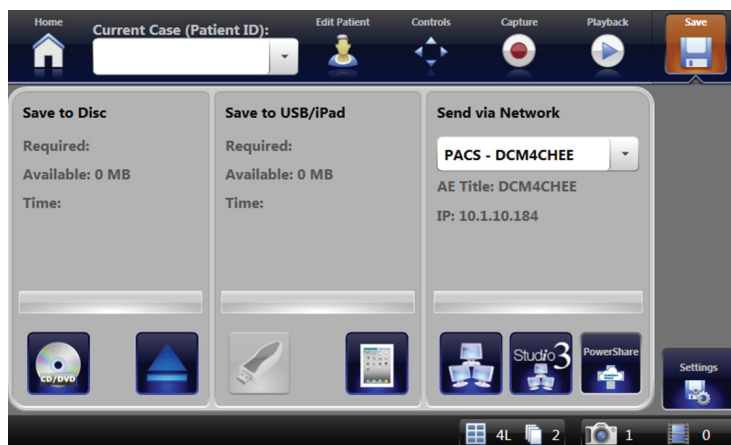 Home
Current Case (Patient ID):
Edit Patient
Controls
Capture
Playback
Save
Save to Disc
Required:
Available: 0 MB
Time:
CD/DVD
Save to USB/iPad
Required:
Available: 0 MB
Time:
Send via Network
PACS - DCM4CHEE
AE Title: DCM4CHEE
IP: 10.1.10.184
Studio3
PowerShare
Settings
4L
2
1
0